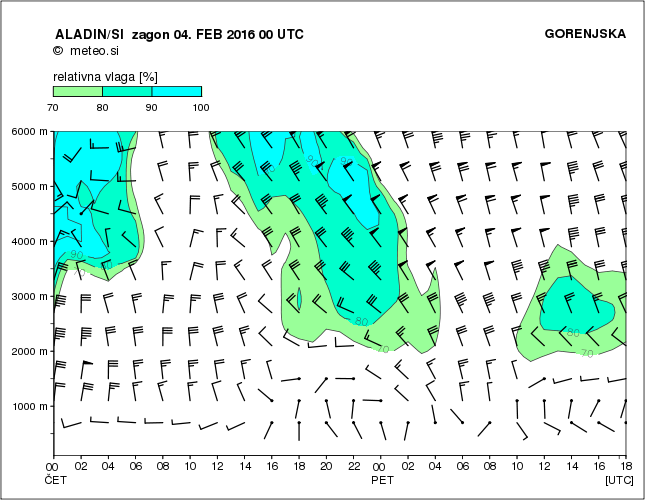 ALADIN/SI zagon 04. FEB 2016 00 UTC
GORENJSKA
© meteo.si
relativna vlaga [%]
70 80 90 100
6000 m
90 90
5000 m
4000 m
90
3000 m
80
80
2000 m
70 70
1000 m
00 02 04 06 08 10 12 14 16 18 20 22 00 02 04 06 08 10 12 14 16 18
ČET PET [UTC]